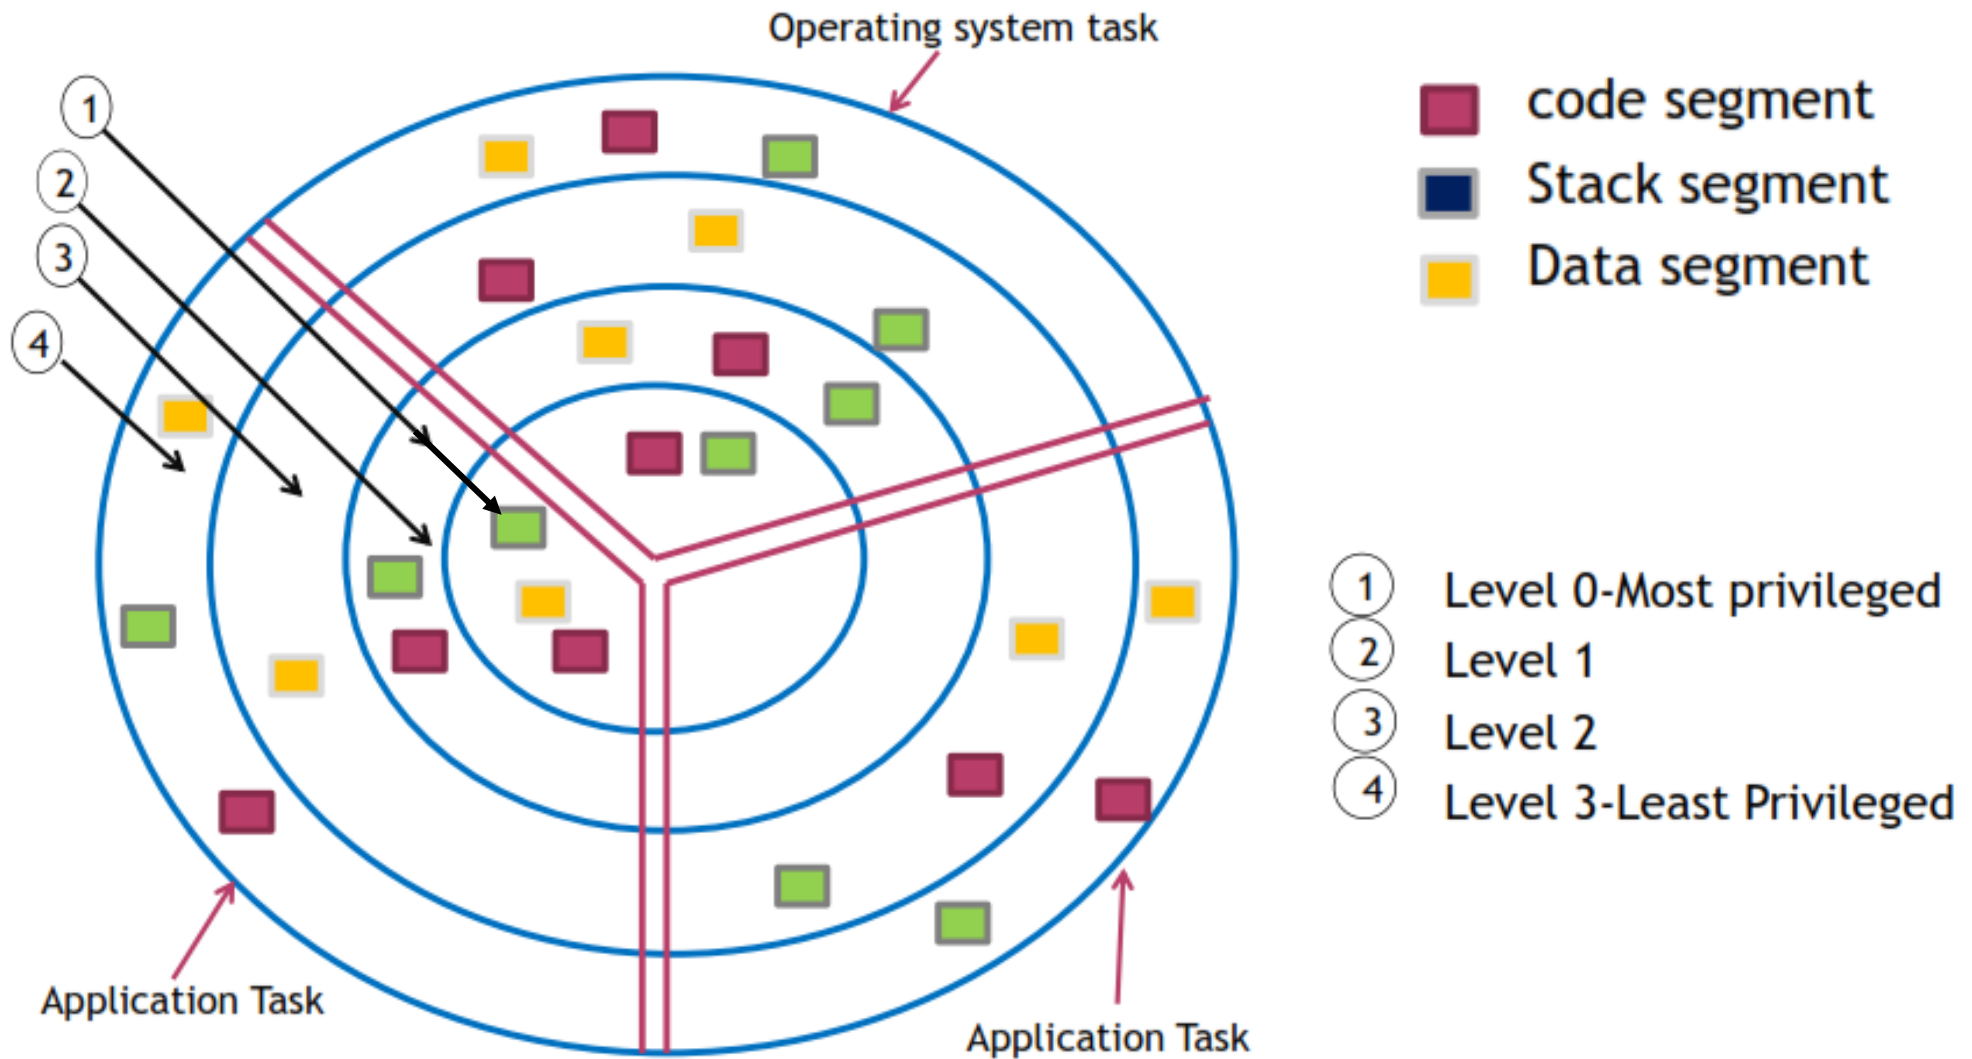 Operating system task
1
2
3
4
code segment
Stack segment
Data segment
1 Level 0-Most privileged
2 Level 1
3 Level 2
4 Level 3-Least Privileged
Application Task
Application Task